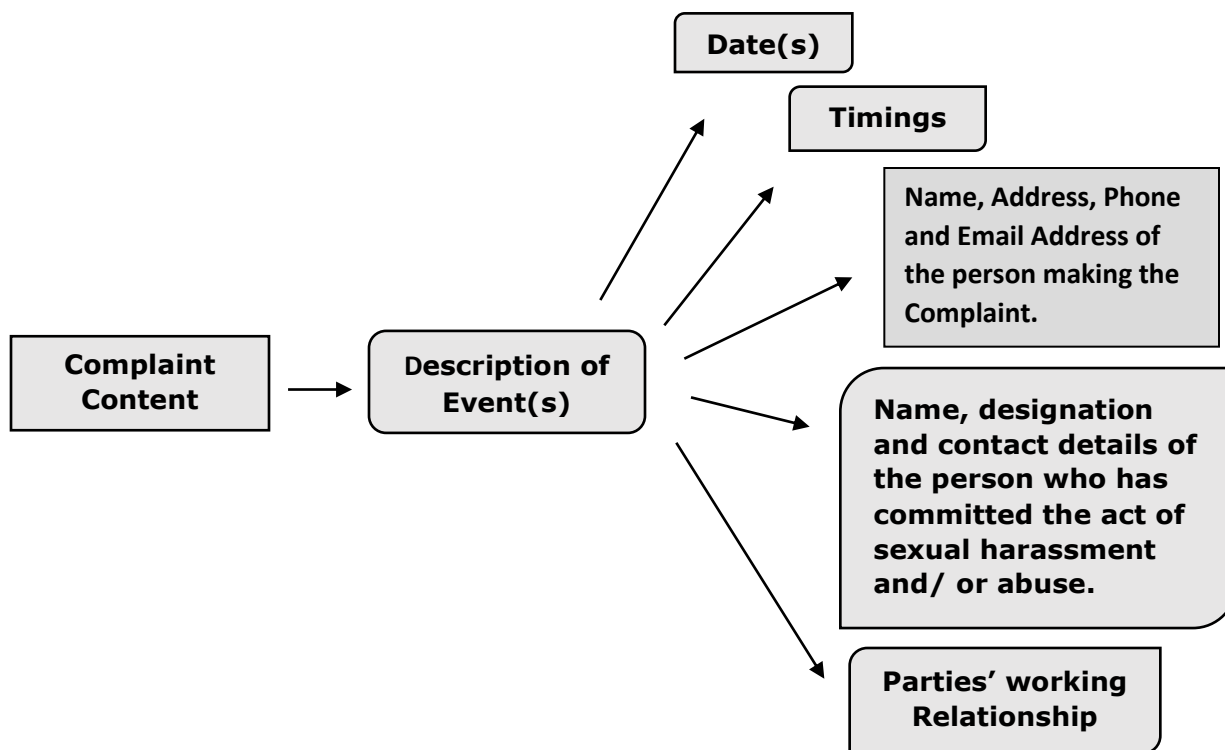 Date(s)
Timings
Name, Address, Phone
and Email Address of
the person making the
Complaint.
Complaint
Content
Description of
Event(s)
Name, designation
and contact details of
the person who has
committed the act of
sexual harassment
and/ or abuse.
Parties’ working
Relationship